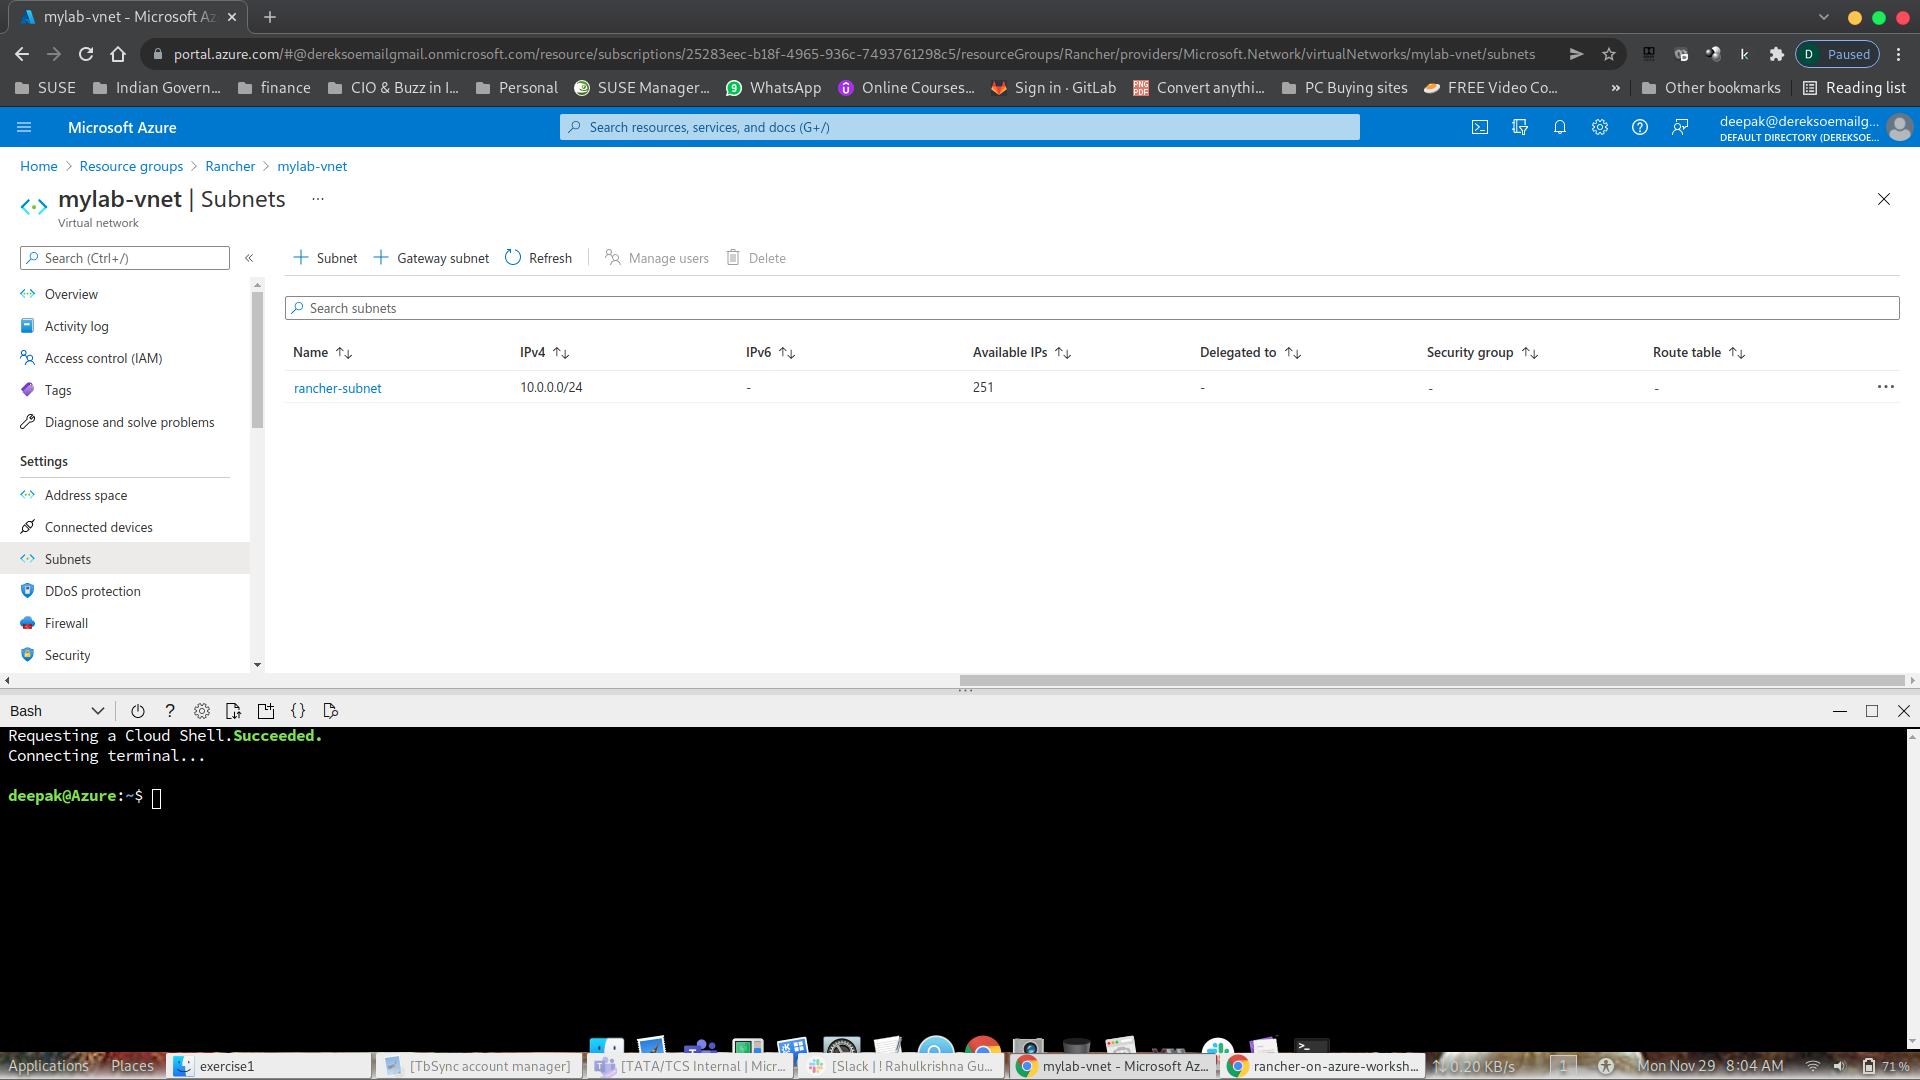 mylab-vnet - Microsoft Az
portal.azure.com/#@dereksoemailgmail.onmicrosoft.com/resource/subscriptions/25283eec-b18f-4965-936c-7493761298c5/resourceGroups/Rancher/providers/Microsoft.Network/virtualNetworks/mylab-vnet/subnets
k
D Paused
SUSE Indian Govern... finance CIO & Buzz in I... Personal SUSE Manager... WhatsApp Online Courses... Sign in · GitLab Convert anythi... PC Buying sites FREE Video Co... » Other bookmarks Reading list
Microsoft Azure
Search resources, services, and docs (G+/)
deepak@dereksoemailg...
DEFAULT DIRECTORY (DEREKSOE...
Home > Resource groups > Rancher > mylab-vnet
mylab-vnet | Subnets ...
Virtual network
Search (Ctrl+/) «
+ Subnet + Gateway subnet Refresh Manage users Delete
Overview
Activity log
Access control (IAM)
Tags
Diagnose and solve problems
Settings
Address space
Connected devices
Subnets
DDoS protection
Firewall
Security
Search subnets
Name ↑↓ IPv4 ↑↓ IPv6 ↑↓ Available IPs ↑↓ Delegated to ↑↓ Security group ↑↓ Route table ↑↓
rancher-subnet 10.0.0.0/24 - 251 - - - ...
Bash ? { }
Requesting a Cloud Shell.Succeeded.
Connecting terminal...
deepak@Azure:~$
Applications Places exercise1 [TbSync account manager] [TATA/TCS Internal | Micr... [Slack | ! Rahulkrishna Gu... mylab-vnet - Microsoft Az... rancher-on-azure-worksh... 0.20 KB/s 1 Mon Nov 29 8:04 AM 71 %